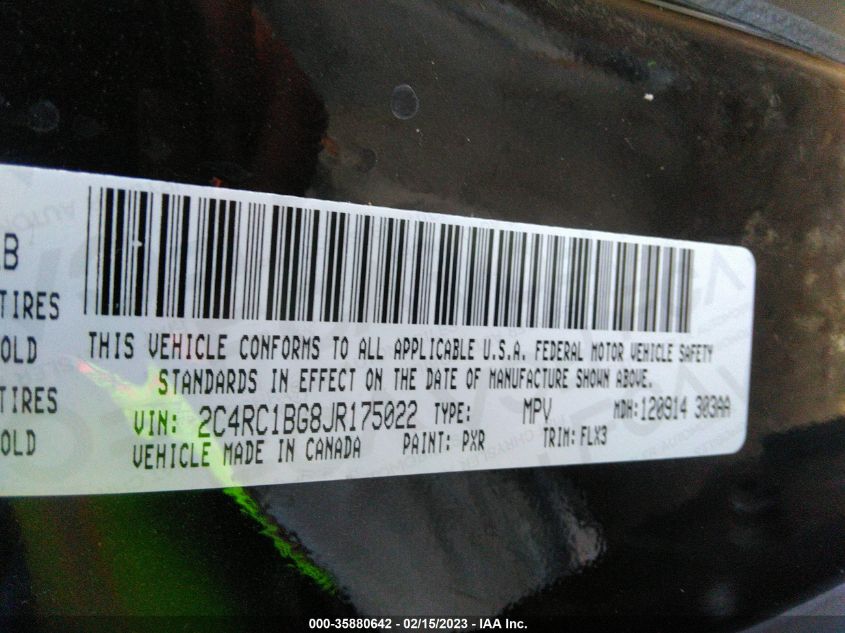 LB
TIRES
OLD
TIRES
OLD
THIS VEHICLE CONFORMS TO ALL APPLICABLE U.S.A. FEDERAL MOTOR VEHICLE SAFETY
STANDARDS IN EFFECT ON THE DATE OF MANUFACTURE SHOWN ABOVE.
VIN: 2C4RC1BG8JR175022 TYPE: MPV MDH:120914 303AA
VEHICLE MADE IN CANADA PAINT: PXR TRIM: FLX3
000-35880642 - 02/15/2023 - IAA Inc.